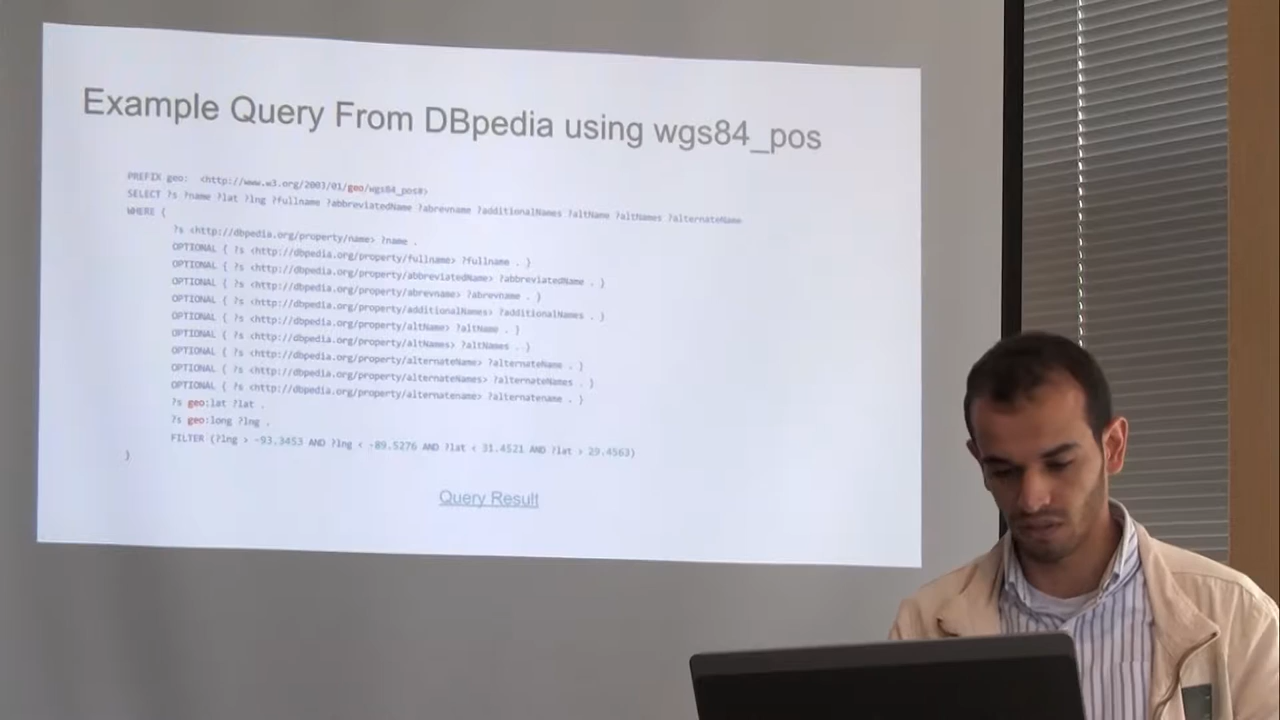 Example Query From DBpedia using wgs84_pos
PREFIX geo: <http://www.w3.org/2003/01/geo/wgs84_pos#>
SELECT ?s ?name ?lat ?lng ?fullname ?abbreviatedName ?abrevname ?additionalNames ?altName ?altNames ?alternateName
WHERE {
?s <http://dbpedia.org/property/name> ?name .
OPTIONAL { ?s <http://dbpedia.org/property/fullname> ?fullname . }
OPTIONAL { ?s <http://dbpedia.org/property/abbreviatedName> ?abbreviatedName . }
OPTIONAL { ?s <http://dbpedia.org/property/abrevname> ?abrevname . }
OPTIONAL { ?s <http://dbpedia.org/property/additionalNames> ?additionalNames . }
OPTIONAL { ?s <http://dbpedia.org/property/altName> ?altName . }
OPTIONAL { ?s <http://dbpedia.org/property/altNames> ?altNames . }
OPTIONAL { ?s <http://dbpedia.org/property/alternateName> ?alternateName . }
OPTIONAL { ?s <http://dbpedia.org/property/alternateNames> ?alternateNames . }
OPTIONAL { ?s <http://dbpedia.org/property/alternatename> ?alternatename . }
?s geo:lat ?lat .
?s geo:long ?lng .
FILTER (?lng > -93.3453 AND ?lng < -89.5276 AND ?lat < 31.4521 AND ?lat > 29.4563)
}
Query Result